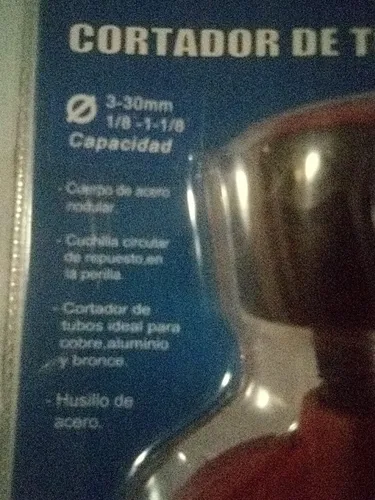 CORTADOR DE T
Ø 3-30mm
1/8 -1-1/8
Capacidad
- Cuerpo de acero
nodular.
- Cuchilla circular
de repuesto,en
la perilla.
- Cortador de
tubos ideal para
cobre,aluminio
y bronce.
- Husillo de
acero.